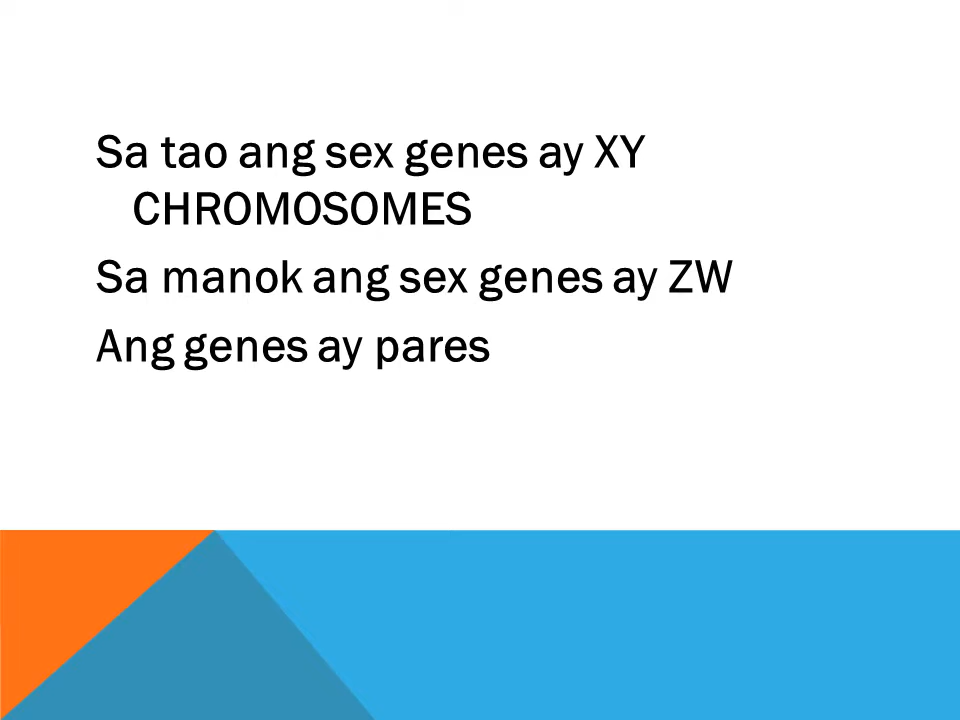 Sa tao ang sex genes ay XY
CHROMOSOMES
Sa manok ang sex genes ay ZW
Ang genes ay pares